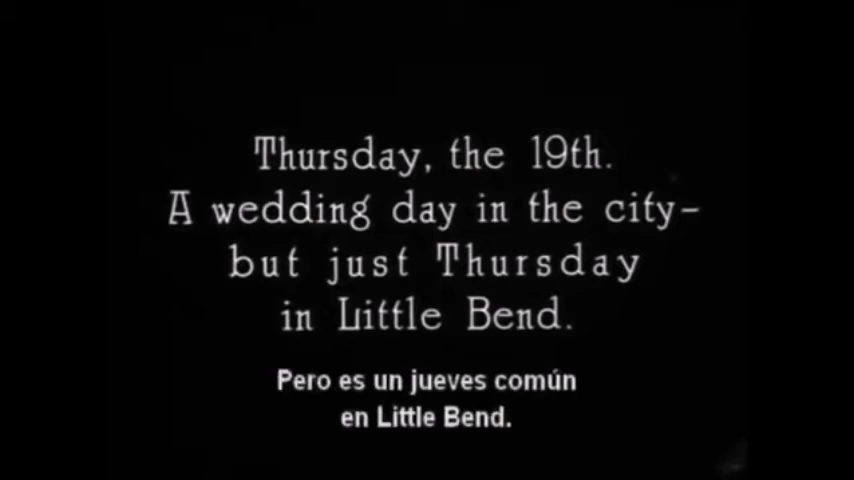 Thursday, the 19th.
A wedding day in the city-
but just Thursday
in Little Bend.
Pero es un jueves común
en Little Bend.